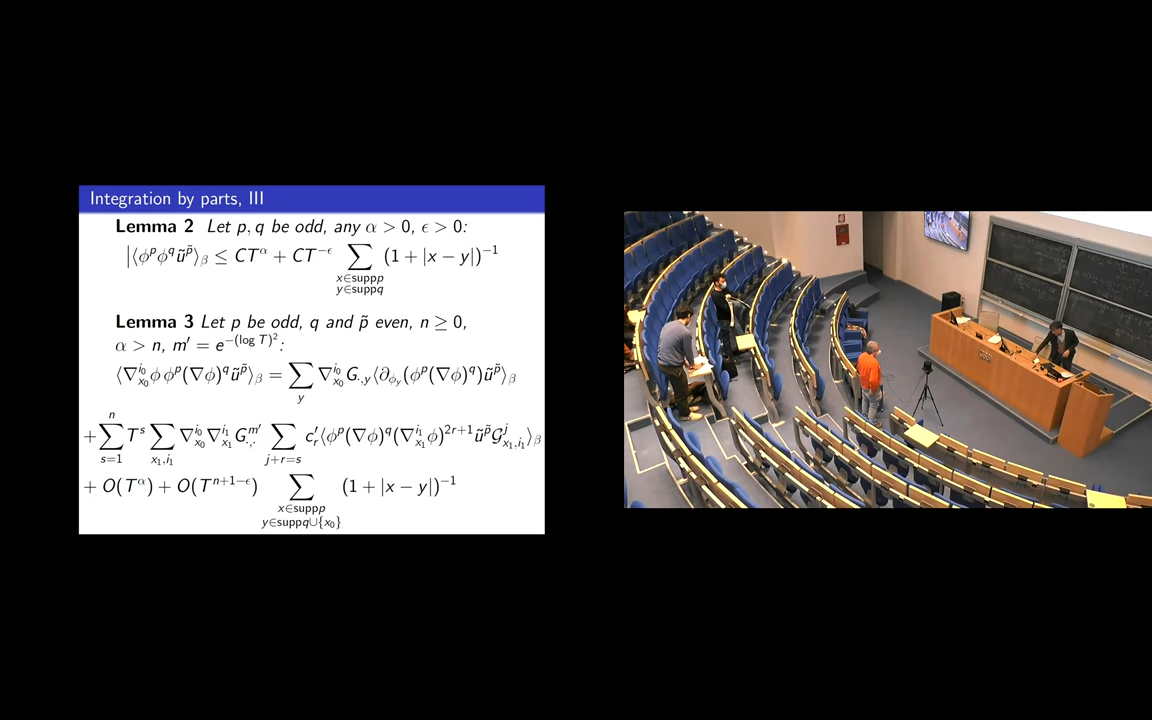 Integration by parts, III
Lemma 2 Let p, q be odd, any α > 0, ϵ > 0:
|⟨ϕ^p ϕ^q ũ^p̃⟩_β ≤ CT^α + CT^{−ϵ} ∑_{x∈supp p, y∈supp q} (1 + |x − y|)^{−1}
Lemma 3 Let p be odd, q and p̃ even, n ≥ 0,
α > n, m′ = e^{−(log T)^2}:
⟨∇^{i_0}_{x_0} ϕ ϕ^p (∇ϕ)^q ũ^p̃⟩_β = ∑_y ∇^{i_0}_{x_0} G_{·,y} ⟨∂_{ϕ_y} (ϕ^p (∇ϕ)^q) ũ^p̃⟩_β
+ ∑_{s=1}^n T^s ∑_{x_1,i_1} ∇^{i_0}_{x_0} ∇^{i_1}_{x_1} G^{m′}_{·,·} ∑_{j+r=s} c′_r ⟨ϕ^p (∇ϕ)^q (∇^{i_1}_{x_1} ϕ)^{2r+1} ũ^p̃ 𝒢^j_{x_1,i_1}⟩_β
+ O(T^α) + O(T^{n+1−ϵ}) ∑_{x∈supp p, y∈supp q∪{x_0}} (1 + |x − y|)^{−1}